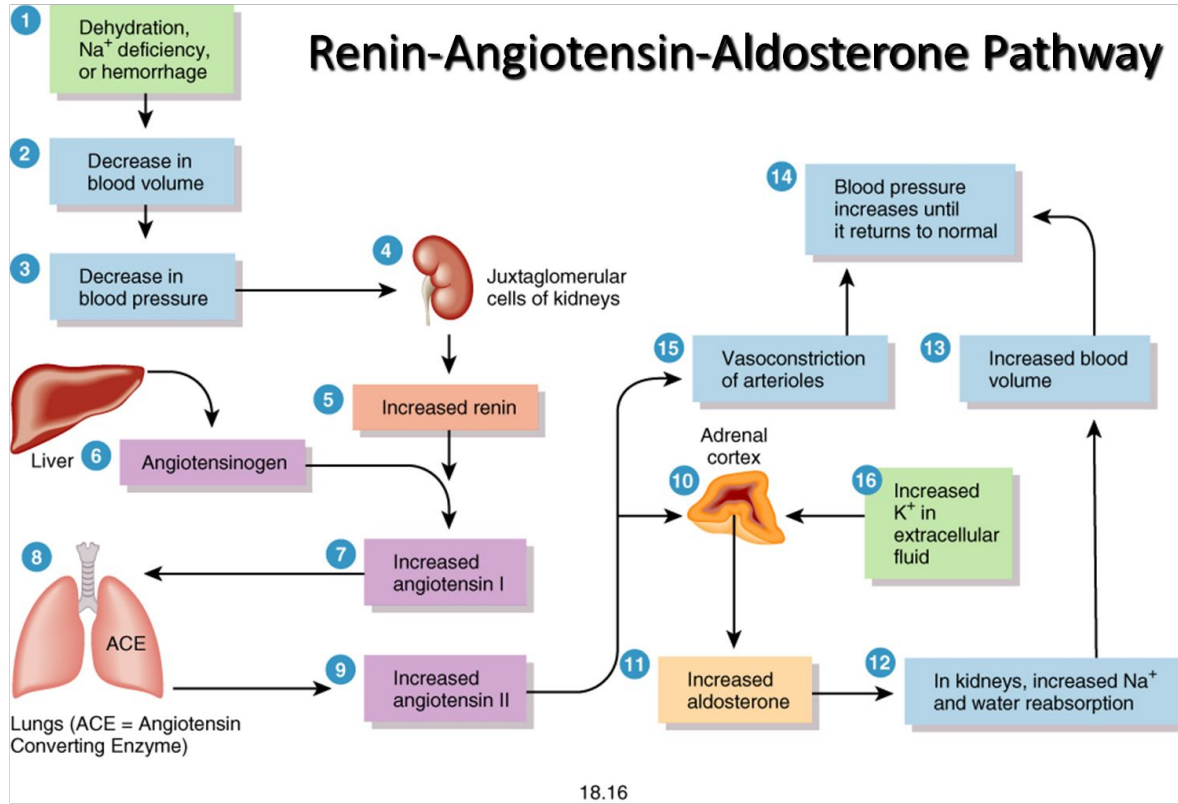 Renin-Angiotensin-Aldosterone Pathway
1
Dehydration,
Na⁺ deficiency,
or hemorrhage
2
Decrease in
blood volume
3
Decrease in
blood pressure
4
Juxtaglomerular
cells of kidneys
5
Increased renin
Liver
6
Angiotensinogen
7
Increased
angiotensin I
8
ACE
Lungs (ACE = Angiotensin
Converting Enzyme)
9
Increased
angiotensin II
10
Adrenal
cortex
11
Increased
aldosterone
12
In kidneys, increased Na⁺
and water reabsorption
13
Increased blood
volume
14
Blood pressure
increases until
it returns to normal
15
Vasoconstriction
of arterioles
16
Increased
K⁺ in
extracellular
fluid
18.16